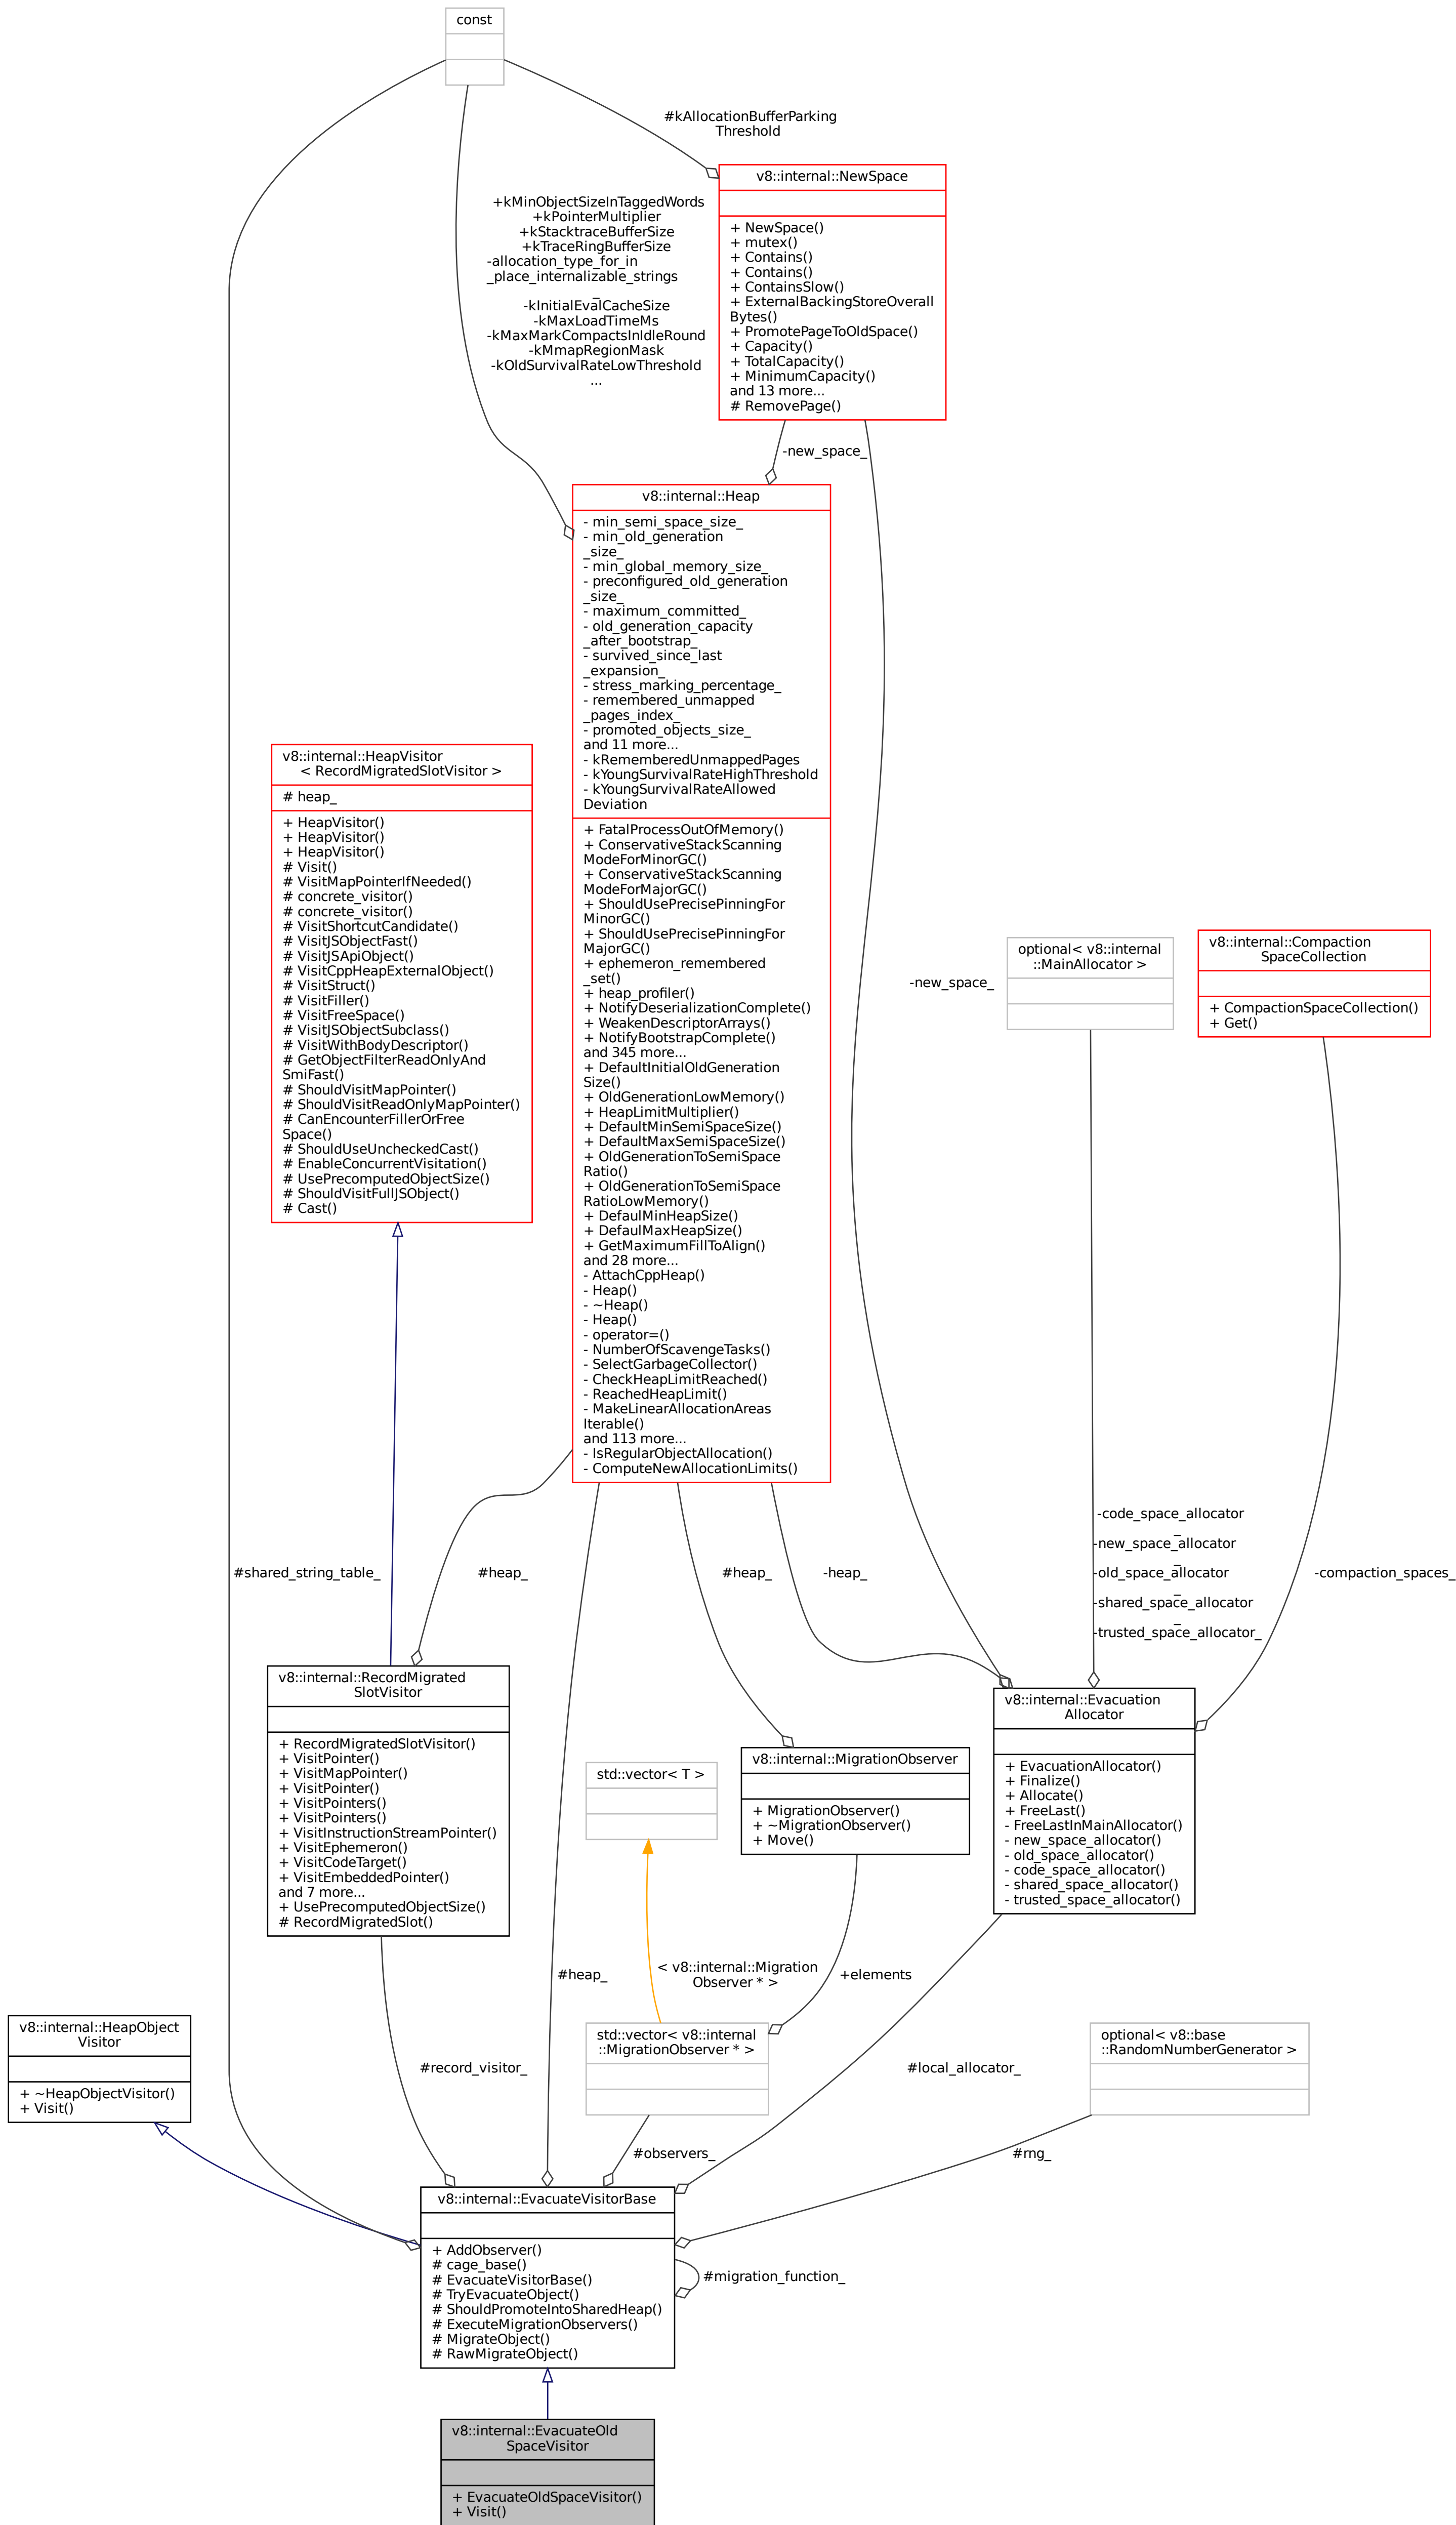 const
#kAllocationBufferParking
Threshold
v8::internal::NewSpace
+ NewSpace()
+ mutex()
+ Contains()
+ Contains()
+ ContainsSlow()
+ ExternalBackingStoreOverall
Bytes()
+ PromotePageToOldSpace()
+ Capacity()
+ TotalCapacity()
+ MinimumCapacity()
and 13 more...
# RemovePage()
+kMinObjectSizeInTaggedWords
+kPointerMultiplier
+kStacktraceBufferSize
+kTraceRingBufferSize
-allocation_type_for_in
_place_internalizable_strings
_
-kInitialEvalCacheSize
-kMaxLoadTimeMs
-kMaxMarkCompactsInIdleRound
-kMmapRegionMask
-kOldSurvivalRateLowThreshold
...
-new_space_
v8::internal::Heap
- min_semi_space_size_
- min_old_generation
_size_
- min_global_memory_size_
- preconfigured_old_generation
_size_
- maximum_committed_
- old_generation_capacity
_after_bootstrap_
- survived_since_last
_expansion_
- stress_marking_percentage_
- remembered_unmapped
_pages_index_
- promoted_objects_size_
and 11 more...
- kRememberedUnmappedPages
- kYoungSurvivalRateHighThreshold
- kYoungSurvivalRateAllowed
Deviation
+ FatalProcessOutOfMemory()
+ ConservativeStackScanning
ModeForMinorGC()
+ ConservativeStackScanning
ModeForMajorGC()
+ ShouldUsePrecisePinningFor
MinorGC()
+ ShouldUsePrecisePinningFor
MajorGC()
+ ephemeron_remembered
_set()
+ heap_profiler()
+ NotifyDeserializationComplete()
+ WeakenDescriptorArrays()
+ NotifyBootstrapComplete()
and 345 more...
+ DefaultInitialOldGeneration
Size()
+ OldGenerationLowMemory()
+ HeapLimitMultiplier()
+ DefaultMinSemiSpaceSize()
+ DefaultMaxSemiSpaceSize()
+ OldGenerationToSemiSpace
Ratio()
+ OldGenerationToSemiSpace
RatioLowMemory()
+ DefaulMinHeapSize()
+ DefaulMaxHeapSize()
+ GetMaximumFillToAlign()
and 28 more...
- AttachCppHeap()
- Heap()
- ~Heap()
- Heap()
- operator=()
- NumberOfScavengeTasks()
- SelectGarbageCollector()
- CheckHeapLimitReached()
- ReachedHeapLimit()
- MakeLinearAllocationAreas
Iterable()
and 113 more...
- IsRegularObjectAllocation()
- ComputeNewAllocationLimits()
v8::internal::HeapVisitor
< RecordMigratedSlotVisitor >
# heap_
+ HeapVisitor()
+ HeapVisitor()
+ HeapVisitor()
# Visit()
# VisitMapPointerIfNeeded()
# concrete_visitor()
# concrete_visitor()
# VisitShortcutCandidate()
# VisitJSObjectFast()
# VisitJSApiObject()
# VisitCppHeapExternalObject()
# VisitStruct()
# VisitFiller()
# VisitFreeSpace()
# VisitJSObjectSubclass()
# VisitWithBodyDescriptor()
# GetObjectFilterReadOnlyAnd
SmiFast()
# ShouldVisitMapPointer()
# ShouldVisitReadOnlyMapPointer()
# CanEncounterFillerOrFree
Space()
# ShouldUseUncheckedCast()
# EnableConcurrentVisitation()
# UsePrecomputedObjectSize()
# ShouldVisitFullJSObject()
# Cast()
-new_space_
optional< v8::internal
::MainAllocator >
v8::internal::Compaction
SpaceCollection
+ CompactionSpaceCollection()
+ Get()
#shared_string_table_
#heap_
#heap_
-heap_
-code_space_allocator
_
-new_space_allocator
_
-old_space_allocator
_
-shared_space_allocator
_
-trusted_space_allocator_
-compaction_spaces_
v8::internal::RecordMigrated
SlotVisitor
+ RecordMigratedSlotVisitor()
+ VisitPointer()
+ VisitMapPointer()
+ VisitPointer()
+ VisitPointers()
+ VisitPointers()
+ VisitInstructionStreamPointer()
+ VisitEphemeron()
+ VisitCodeTarget()
+ VisitEmbeddedPointer()
and 7 more...
+ UsePrecomputedObjectSize()
# RecordMigratedSlot()
std::vector< T >
v8::internal::MigrationObserver
+ MigrationObserver()
+ ~MigrationObserver()
+ Move()
v8::internal::Evacuation
Allocator
+ EvacuationAllocator()
+ Finalize()
+ Allocate()
+ FreeLast()
- FreeLastInMainAllocator()
- new_space_allocator()
- old_space_allocator()
- code_space_allocator()
- shared_space_allocator()
- trusted_space_allocator()
#heap_
< v8::internal::Migration
Observer * >
+elements
v8::internal::HeapObject
Visitor
+ ~HeapObjectVisitor()
+ Visit()
#record_visitor_
std::vector< v8::internal
::MigrationObserver * >
#local_allocator_
optional< v8::base
::RandomNumberGenerator >
#observers_
#rng_
v8::internal::EvacuateVisitorBase
+ AddObserver()
# cage_base()
# EvacuateVisitorBase()
# TryEvacuateObject()
# ShouldPromoteIntoSharedHeap()
# ExecuteMigrationObservers()
# MigrateObject()
# RawMigrateObject()
#migration_function_
v8::internal::EvacuateOld
SpaceVisitor
+ EvacuateOldSpaceVisitor()
+ Visit()